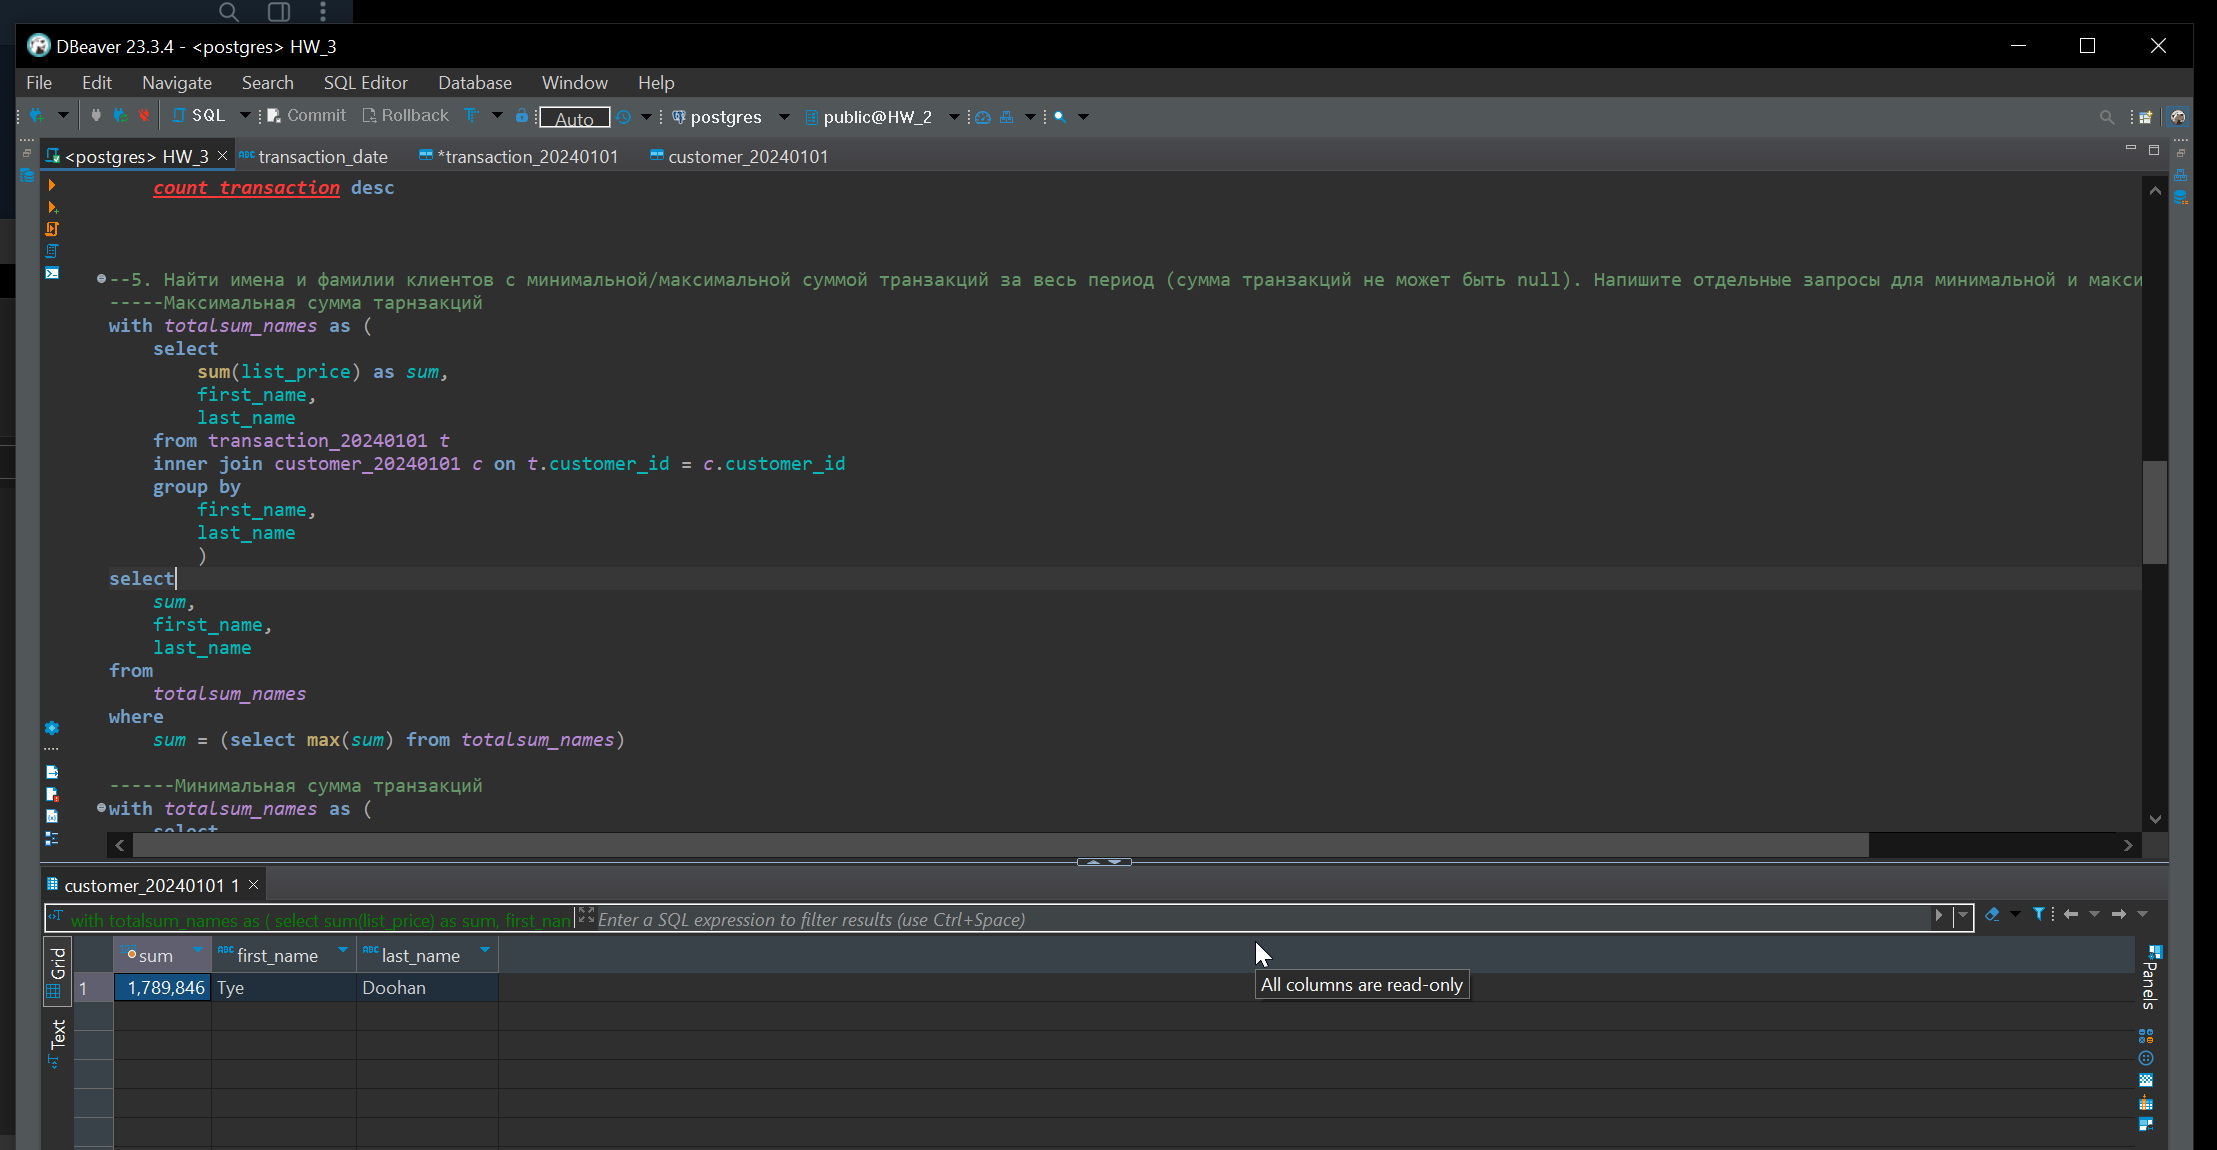 DBeaver 23.3.4 - <postgres> HW_3
File Edit Navigate Search SQL Editor Database Window Help
SQL Commit Rollback Auto postgres public@HW_2
<postgres> HW_3 transaction_date *transaction_20240101 customer_20240101
count_transaction desc
--5. Найти имена и фамилии клиентов с минимальной/максимальной суммой транзакций за весь период (сумма транзакций не может быть null). Напишите отдельные запросы для минимальной и макси
-----Максимальная сумма тарнзакций
with totalsum_names as (
select
sum(list_price) as sum,
first_name,
last_name
from transaction_20240101 t
inner join customer_20240101 c on t.customer_id = c.customer_id
group by
first_name,
last_name
)
select
sum,
first_name,
last_name
from
totalsum_names
where
sum = (select max(sum) from totalsum_names)
------Минимальная сумма транзакций
with totalsum_names as (
select
customer_20240101 1
with totalsum_names as ( select sum(list_price) as sum, first_nan Enter a SQL expression to filter results (use Ctrl+Space)
Grid
Text
sum first_name last_name
1 1,789,846 Tye Doohan
All columns are read-only
Panels